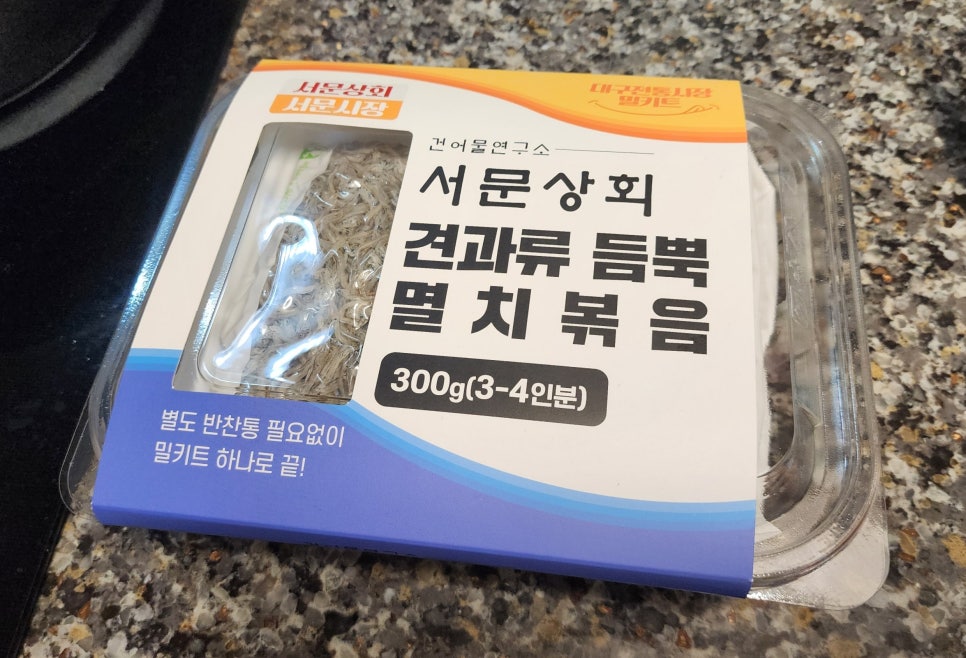 서문상회
서문시장
대구전통시장
밀키트
건어물연구소
서문상회
견과류 듬뿍
멸치볶음
300g(3-4인분)
별도 반찬통 필요없이
밀키트 하나로 끝!